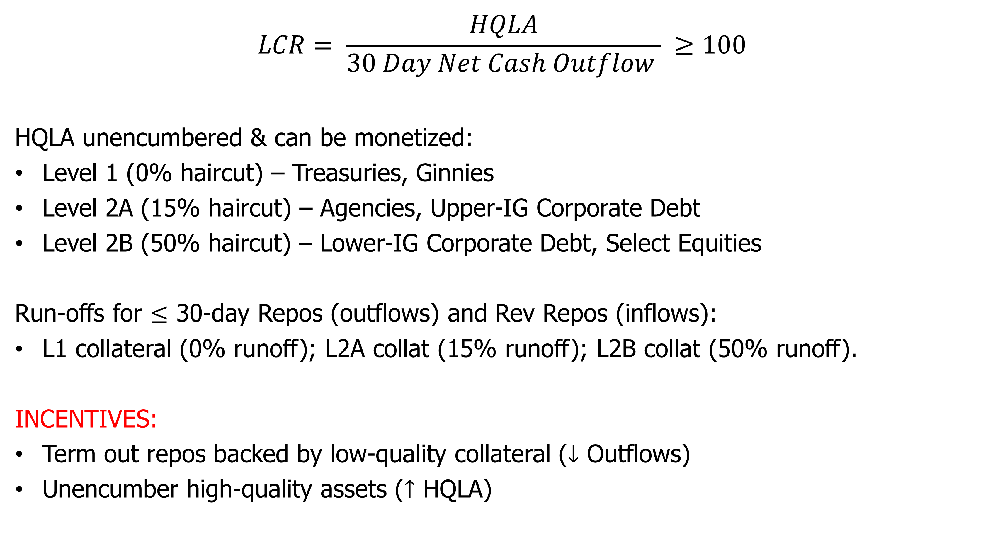 LCR = HQLA / 30 Day Net Cash Outflow ≥ 100
HQLA unencumbered & can be monetized:
• Level 1 (0% haircut) – Treasuries, Ginnies
• Level 2A (15% haircut) – Agencies, Upper-IG Corporate Debt
• Level 2B (50% haircut) – Lower-IG Corporate Debt, Select Equities
Run-offs for ≤ 30-day Repos (outflows) and Rev Repos (inflows):
• L1 collateral (0% runoff); L2A collat (15% runoff); L2B collat (50% runoff).
INCENTIVES:
• Term out repos backed by low-quality collateral (↓ Outflows)
• Unencumber high-quality assets (↑ HQLA)